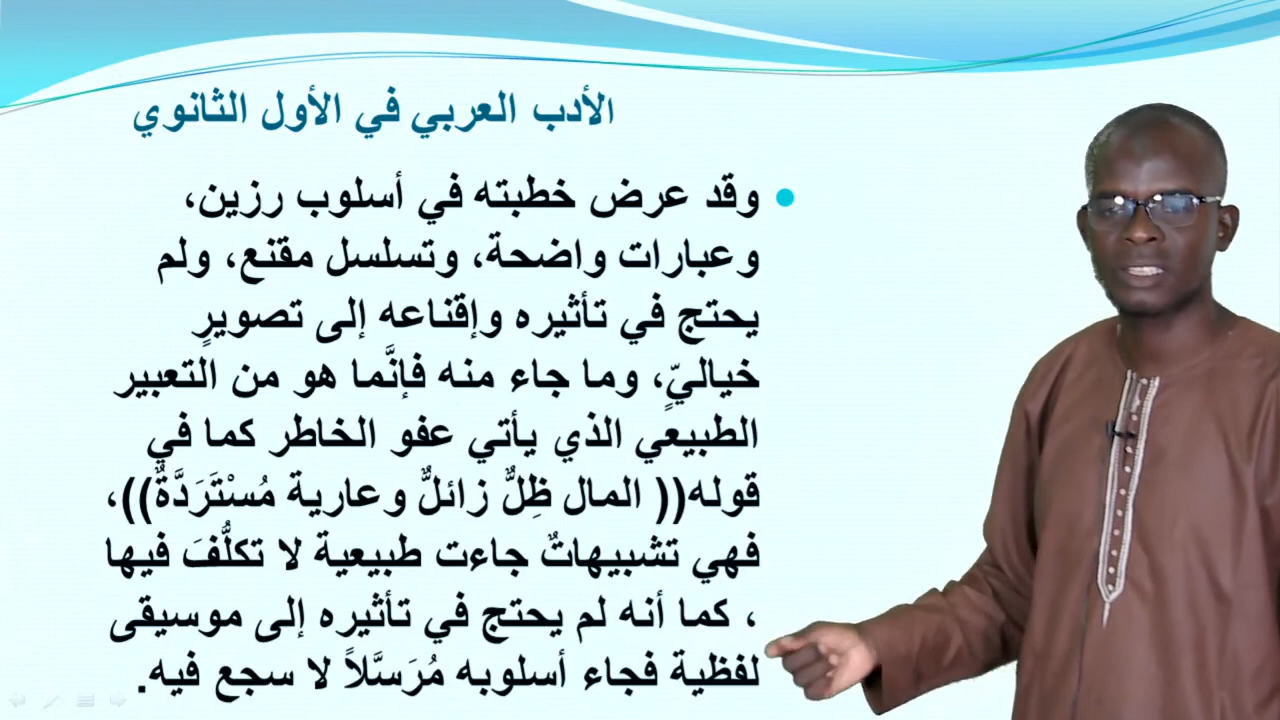 الأدب العربي في الأول الثانوي
• وقد عرض خطبته في أسلوب رزين،
وعبارات واضحة، وتسلسل مقنع، ولم
يحتج في تأثيره وإقناعه إلى تصويرٍ
خياليّ، وما جاء منه فإنَّما هو من التعبير
الطبيعي الذي يأتي عفو الخاطر كما في
قوله(( المال ظِلٌّ زائلٌّ وعارية مُسْتَرَدَّةٌ))،
فهي تشبيهاتٌ جاءت طبيعية لا تكلُّفَ فيها
، كما أنه لم يحتج في تأثيره إلى موسيقى
لفظية فجاء أسلوبه مُرَسَّلاً لا سجع فيه.